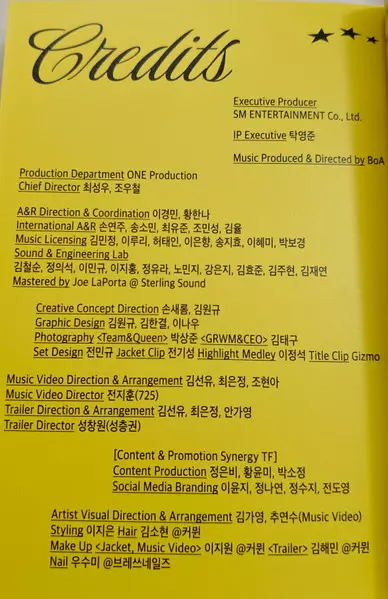 Credits
Executive Producer
SM ENTERTAINMENT Co., Ltd.
IP Executive 탁영준
Music Produced & Directed by BoA
Production Department ONE Production
Chief Director 최성우, 조우철
A&R Direction & Coordination 이경민, 황한나
International A&R 손연주, 송소민, 최유준, 조민성, 김율
Music Licensing 김민정, 이루리, 허태인, 이은향, 송지효, 이혜미, 박보경
Sound & Engineering Lab
김철순, 정의석, 이민규, 이지홍, 정유라, 노민지, 강은지, 김효준, 김주현, 김재연
Mastered by Joe LaPorta @ Sterling Sound
Creative Concept Direction 손새롬, 김원규
Graphic Design 김원규, 김한결, 이나우
Photography <Team&Queen> 박상준 <GRWM&CEO> 김태구
Set Design 전민규 Jacket Clip 전기성 Highlight Medley 이정석 Title Clip Gizmo
Music Video Direction & Arrangement 김선유, 최은정, 조현아
Music Video Director 전지훈(725)
Trailer Direction & Arrangement 김선유, 최은정, 안가영
Trailer Director 성창원(성충권)
[Content & Promotion Synergy TF]
Content Production 정은비, 황윤미, 박소정
Social Media Branding 이윤지, 정나연, 정수지, 전도영
Artist Visual Direction & Arrangement 김가영, 추연수(Music Video)
Styling 이지은 Hair 김소현 @커윈
Make Up <Jacket, Music Video> 이지원 @커윈 <Trailer> 김해민 @커윈
Nail 우수미 @브레쓰네일즈